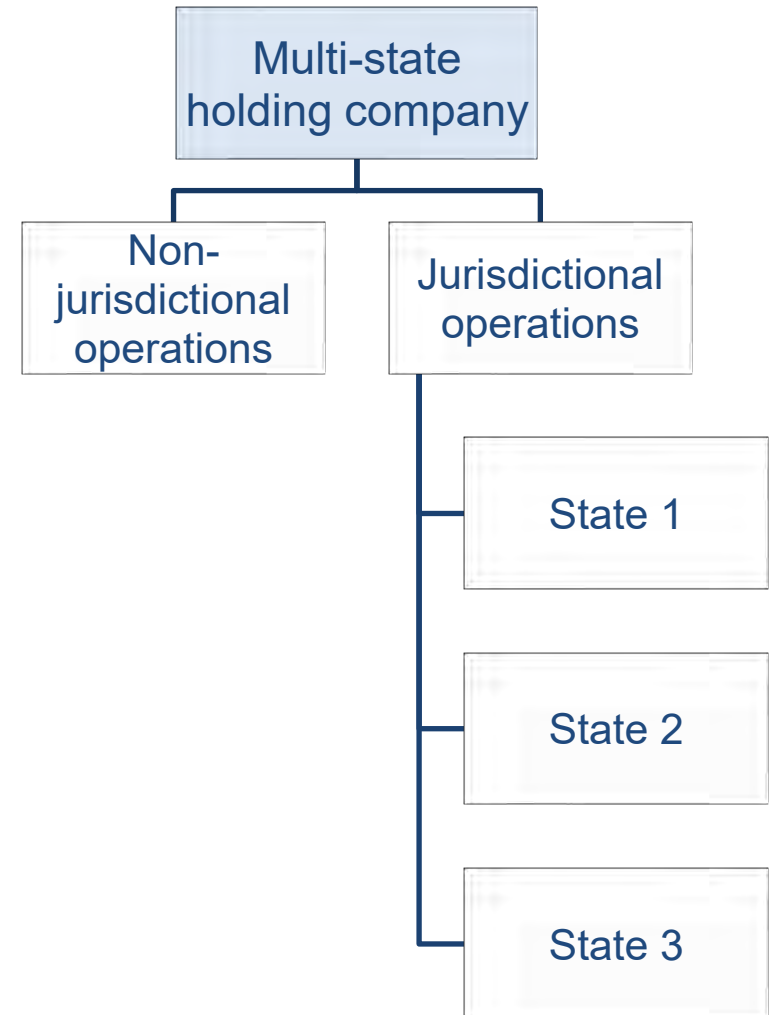 Multi-state
holding company
Non-
jurisdictional
operations
Jurisdictional
operations
State 1
State 2
State 3